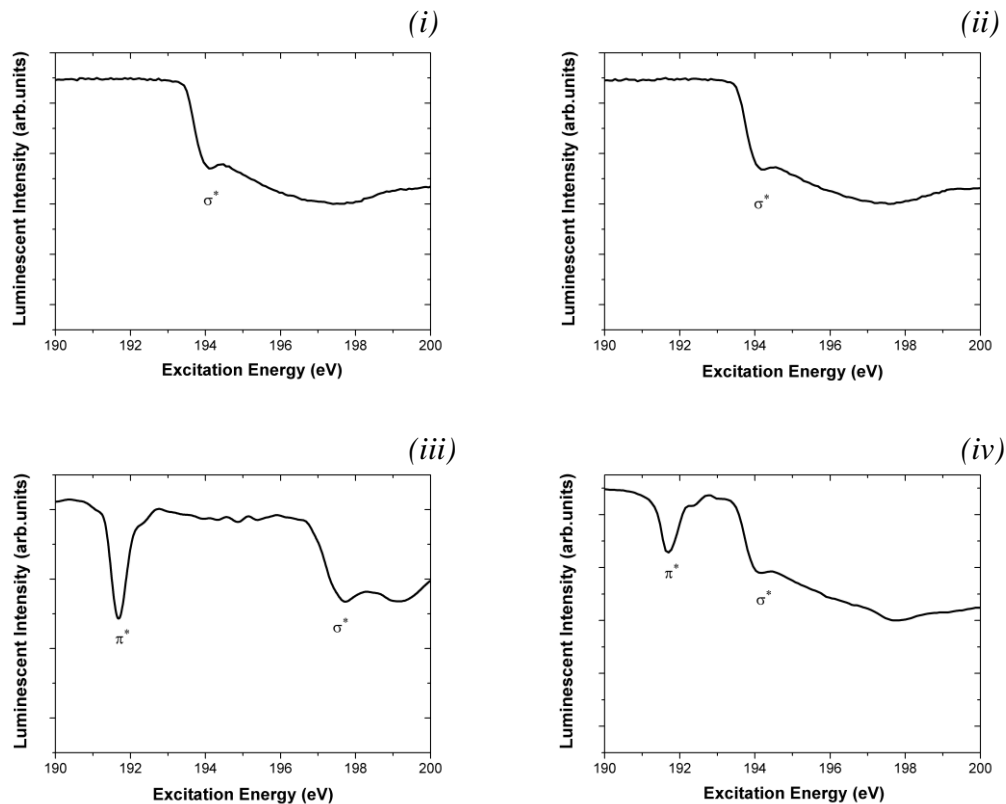 (i)
Luminescent Intensity (arb.units)
σ*
190 192 194 196 198 200
Excitation Energy (eV)
(ii)
Luminescent Intensity (arb.units)
σ*
190 192 194 196 198 200
Excitation Energy (eV)
(iii)
Luminescent Intensity (arb.units)
π*
σ*
190 192 194 196 198 200
Excitation Energy (eV)
(iv)
Luminescent Intensity (arb.units)
π*
σ*
190 192 194 196 198 200
Excitation Energy (eV)